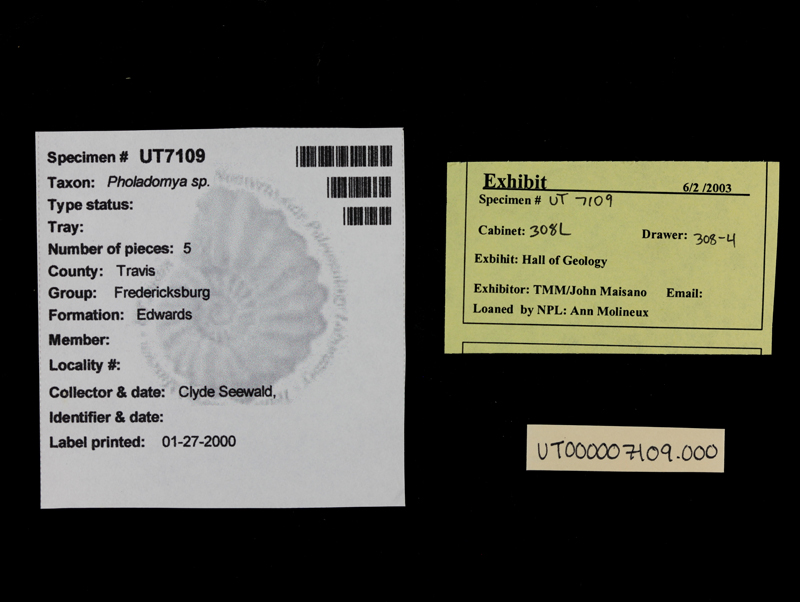 Specimen # UT7109
Taxon: Pholadomya sp.
Type status:
Tray:
Number of pieces: 5
County: Travis
Group: Fredericksburg
Formation: Edwards
Member:
Locality #:
Collector & date: Clyde Seewald,
Identifier & date:
Label printed: 01-27-2000
Exhibit 6/2 /2003
Specimen # UT 7109
Cabinet: 308L Drawer: 308-4
Exbihit: Hall of Geology
Exhibitor: TMM/John Maisano Email:
Loaned by NPL: Ann Molineux
UT000007109.000